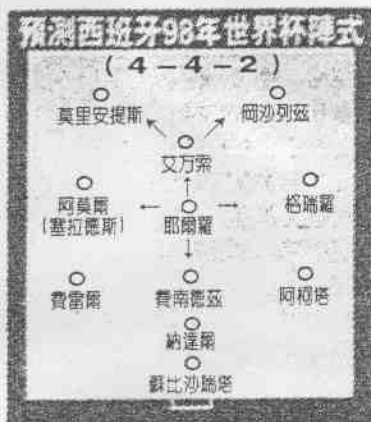 預測西班牙98年世界杯陣式
(4-4-2)
莫里安提斯 岡沙列茲
艾万索
阿莫爾 耶爾羅 格瑞羅
(塞拉德斯)
費雷爾 費南德茲 阿柯塔
納達爾
蘇比沙瑞塔